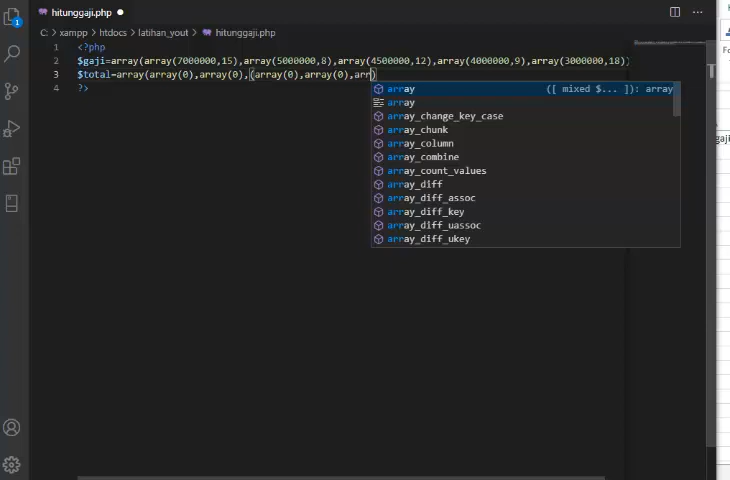 hitunggaji.php
C: > xampp > htdocs > latihan_yout > hitunggaji.php
1 <?php
2 $gaji=array(array(7000000,15),array(5000000,8),array(4500000,12),array(4000000,9),array(3000000,18))
3 $total=array(array(0),array(0),(array(0),array(0),arr)
4 ?>
array ([ mixed $... ]): array
array
array_change_key_case
array_chunk
array_column
array_combine
array_count_values
array_diff
array_diff_assoc
array_diff_key
array_diff_uassoc
array_diff_ukey
1